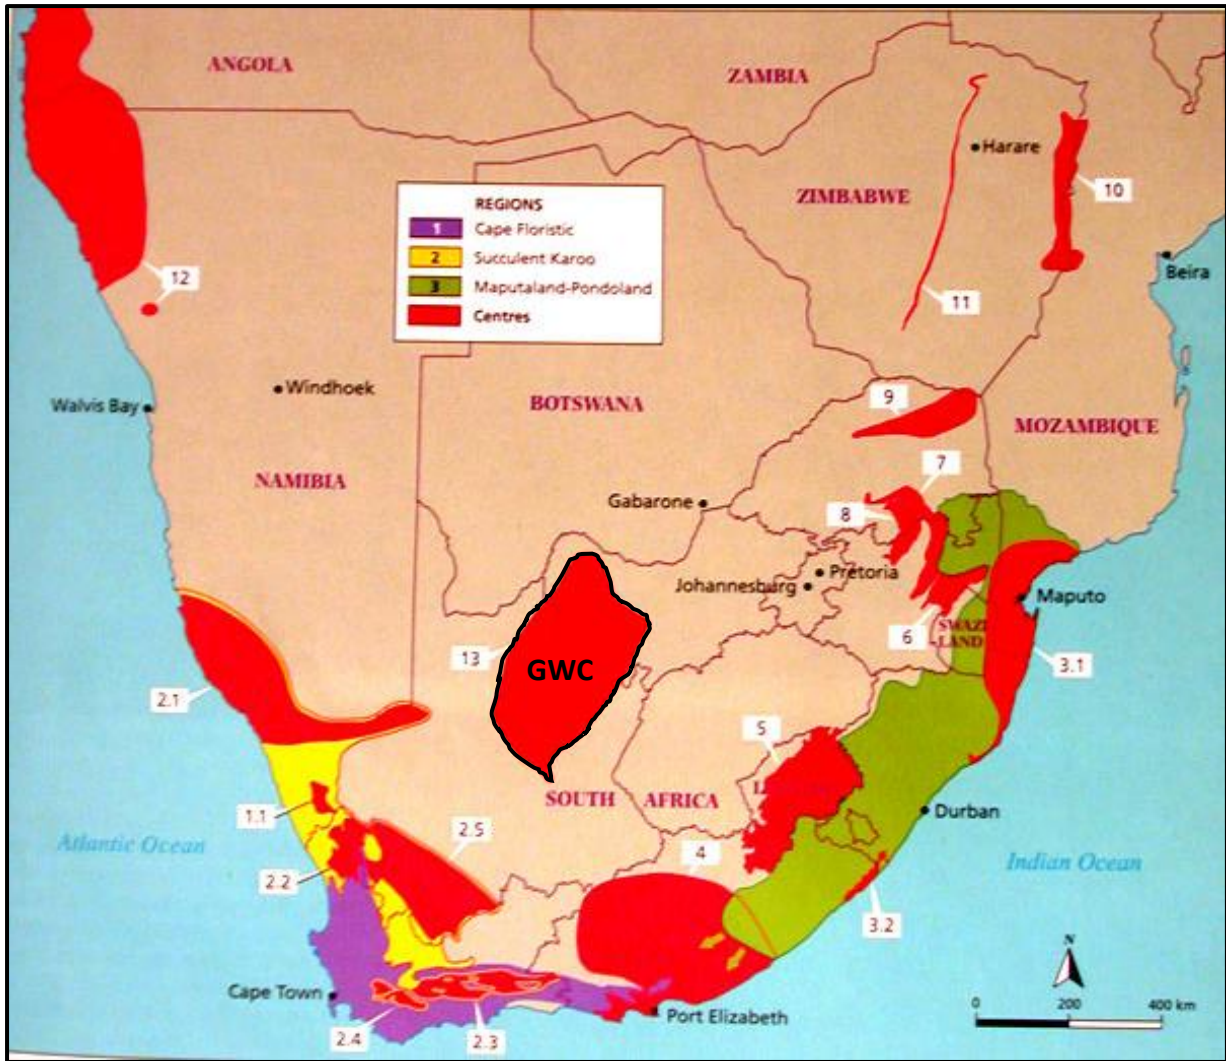 ANGOLA
ZAMBIA
Harare
ZIMBABWE
10
REGIONS
1 Cape Floristic
2 Succulent Karoo
3 Maputaland-Pondoland
Centres
Beira
12
11
Windhoek
Walvis Bay
BOTSWANA
9
MOZAMBIQUE
NAMIBIA
7
Gabarone
8
Pretoria
Johannesburg
Maputo
6
SWAZI
-LAND
13
GWC
3.1
2.1
5
L
SOUTH AFRICA
1.1
Durban
2.5
Atlantic Ocean
4
Indian Ocean
2.2
3.2
N
Cape Town
0 200 400 km
Port Elizabeth
2.4
2.3